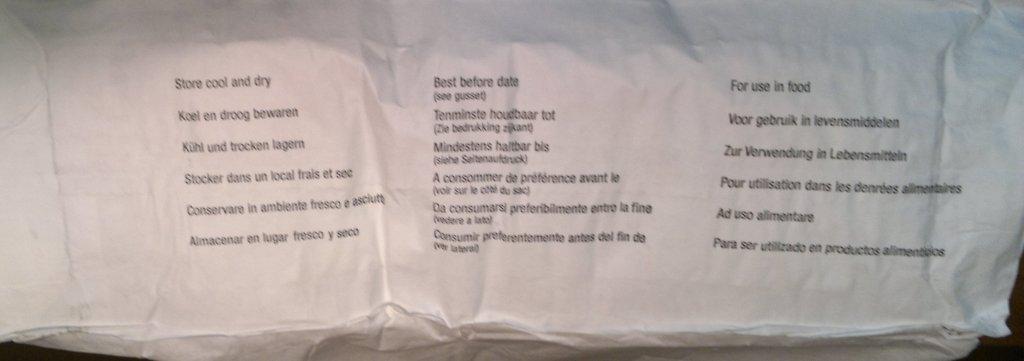 Store cool and dry
Koel en droog bewaren
Kühl und trocken lagern
Stocker dans un local frais et sec
Conservare in ambiente fresco e asciutto
Almacenar en lugar fresco y seco
Best before date
(see gusset)
Tenminste houdbaar tot
(Zie bedrukking zijkant)
Mindestens haltbar bis
(siehe Seitenaufdruck)
A consommer de préférence avant le
(voir sur le côté du sac)
Da consumarsi preferibilmente entro la fine
(vedere a lato)
Consumir preferentemente antes del fin de
(ver lateral)
For use in food
Voor gebruik in levensmiddelen
Zur Verwendung in Lebensmitteln
Pour utilisation dans les denrées alimentaires
Ad uso alimentare
Para ser utilizado en productos alimenticios